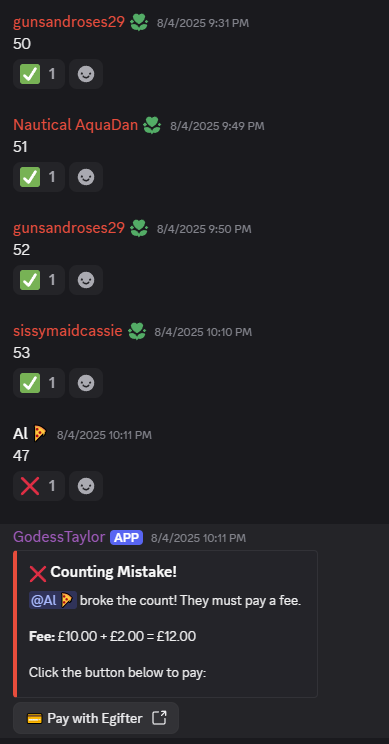 gunsandroses29 8/4/2025 9:31 PM
50
1
Nautical AquaDan 8/4/2025 9:49 PM
51
1
gunsandroses29 8/4/2025 9:50 PM
52
1
sissymaidcassie 8/4/2025 10:10 PM
53
1
Al 8/4/2025 10:11 PM
47
1
GodessTaylor APP 8/4/2025 10:11 PM
Counting Mistake!
@Al broke the count! They must pay a fee.
Fee: £10.00 + £2.00 = £12.00
Click the button below to pay:
Pay with Egifter